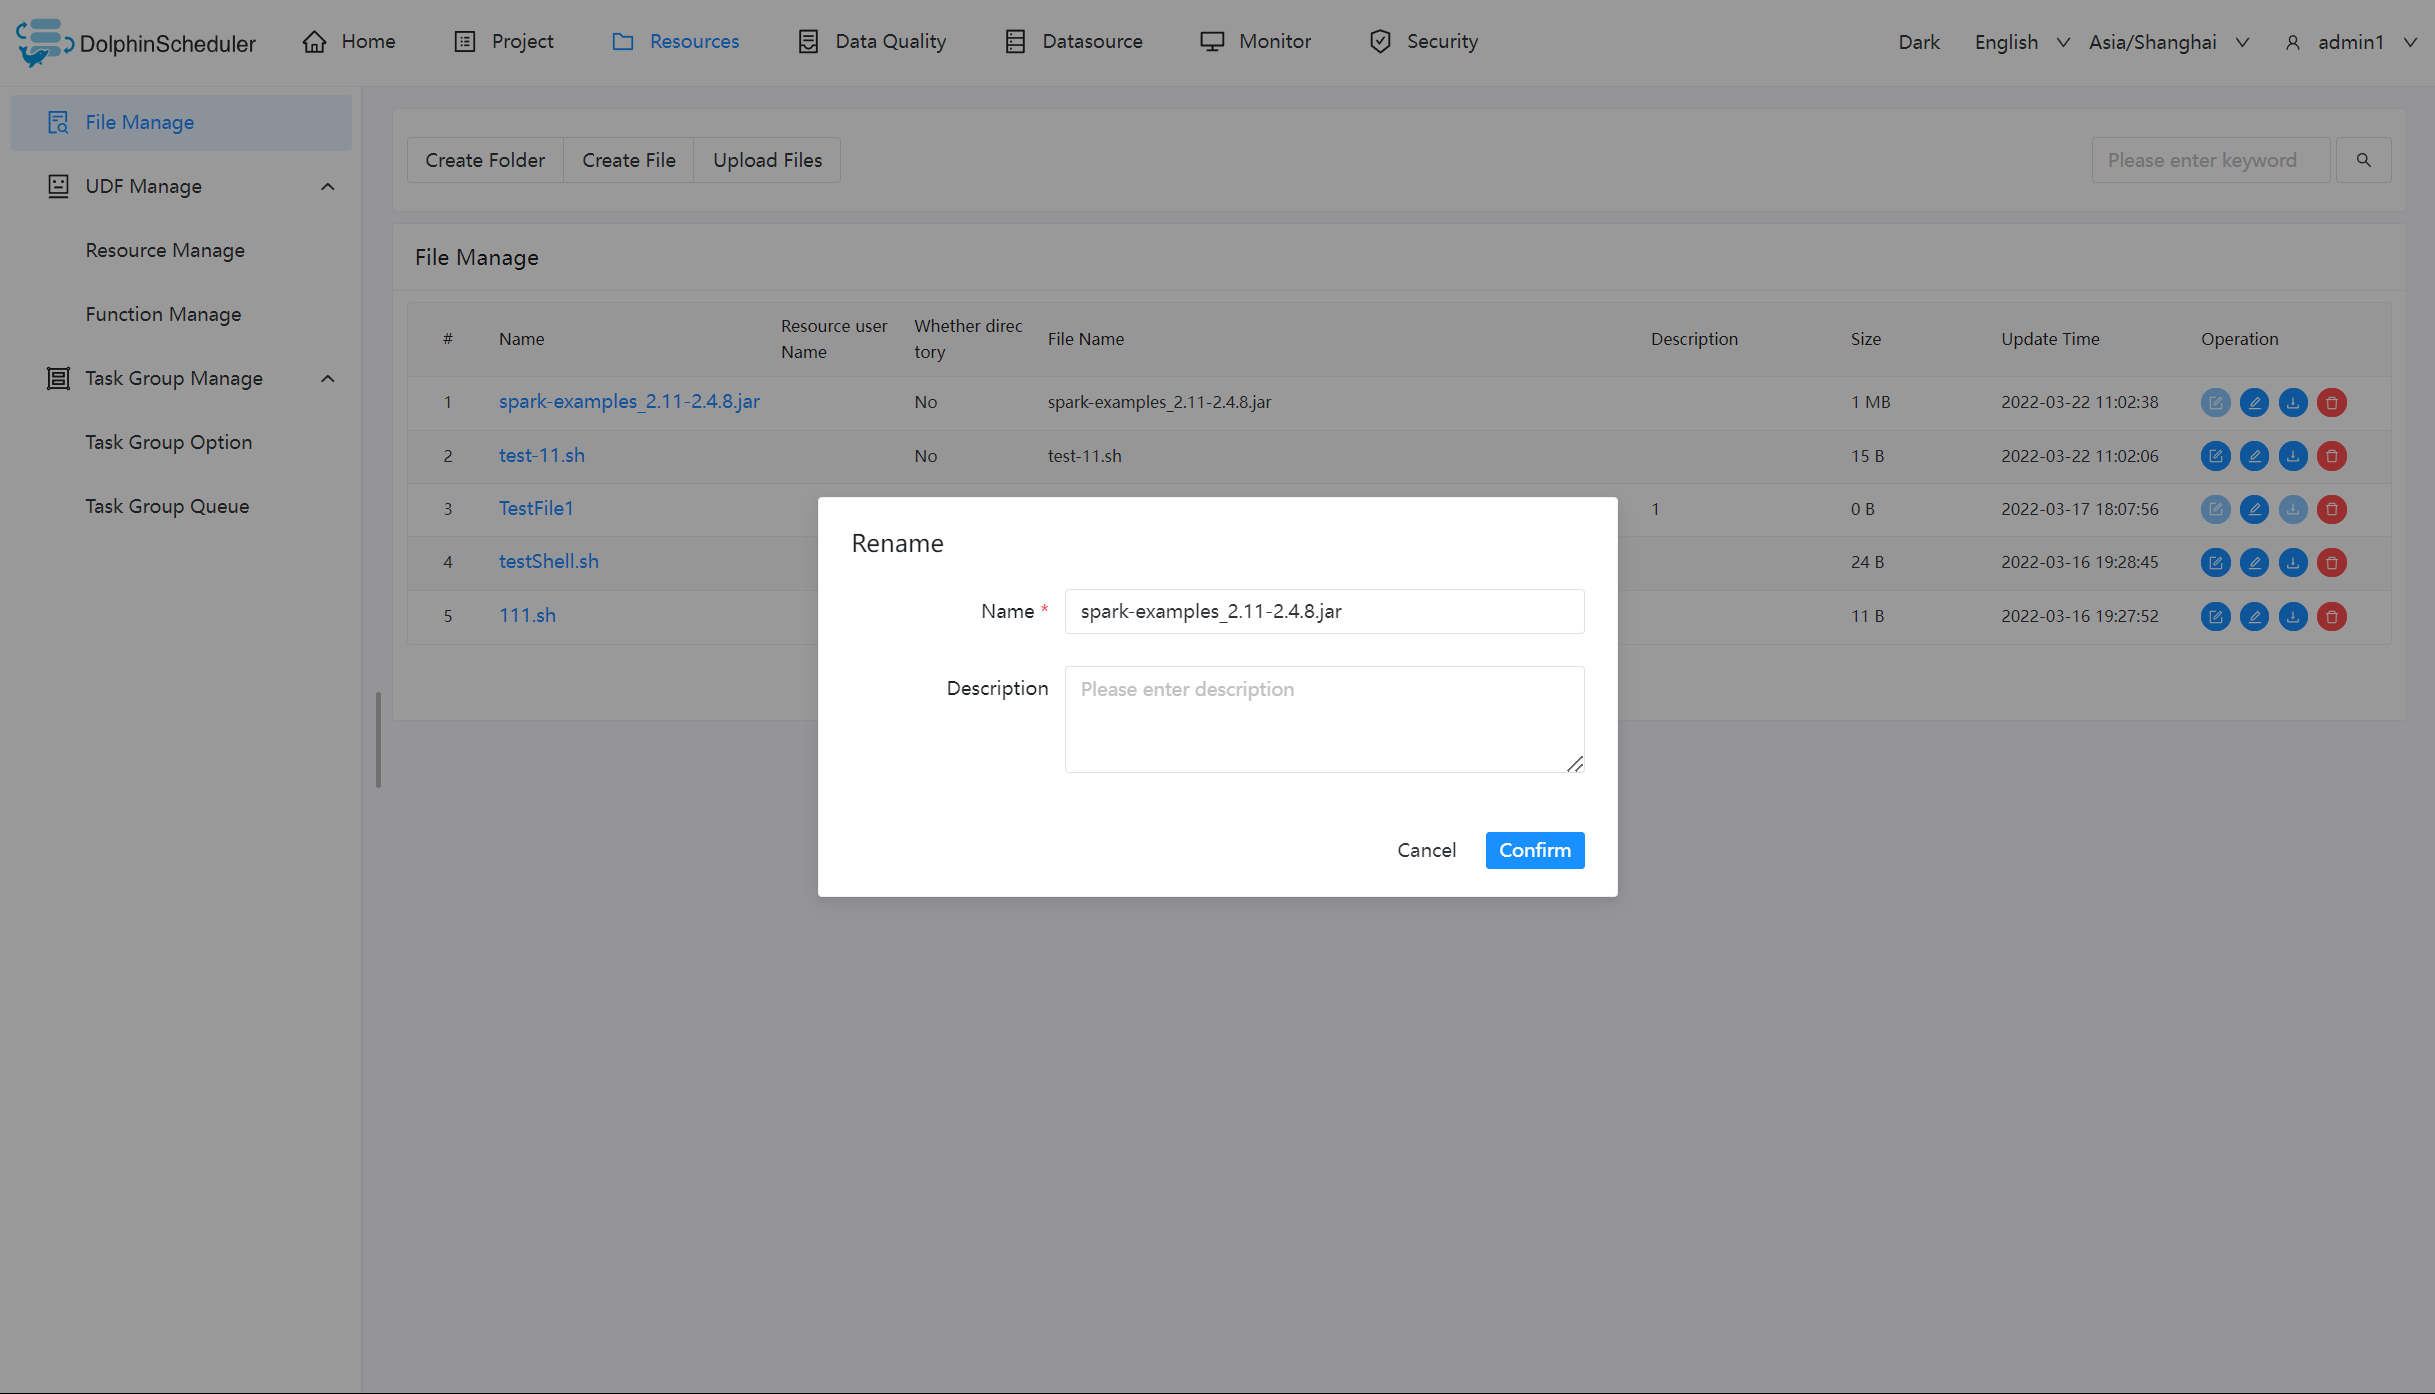 DolphinScheduler
Home
Project
Resources
Data Quality
Datasource
Monitor
Security
Dark
English
Asia/Shanghai
admin1
File Manage
UDF Manage
Resource Manage
Function Manage
Task Group Manage
Task Group Option
Task Group Queue
Create Folder
Create File
Upload Files
Please enter keyword
File Manage
# Name Resource user Name Whether direc tory File Name Description Size Update Time Operation
1 spark-examples_2.11-2.4.8.jar No spark-examples_2.11-2.4.8.jar 1 MB 2022-03-22 11:02:38
2 test-11.sh No test-11.sh 15 B 2022-03-22 11:02:06
3 TestFile1 1 0 B 2022-03-17 18:07:56
4 testShell.sh 24 B 2022-03-16 19:28:45
5 111.sh 11 B 2022-03-16 19:27:52
Rename
Name * spark-examples_2.11-2.4.8.jar
Description Please enter description
Cancel Confirm